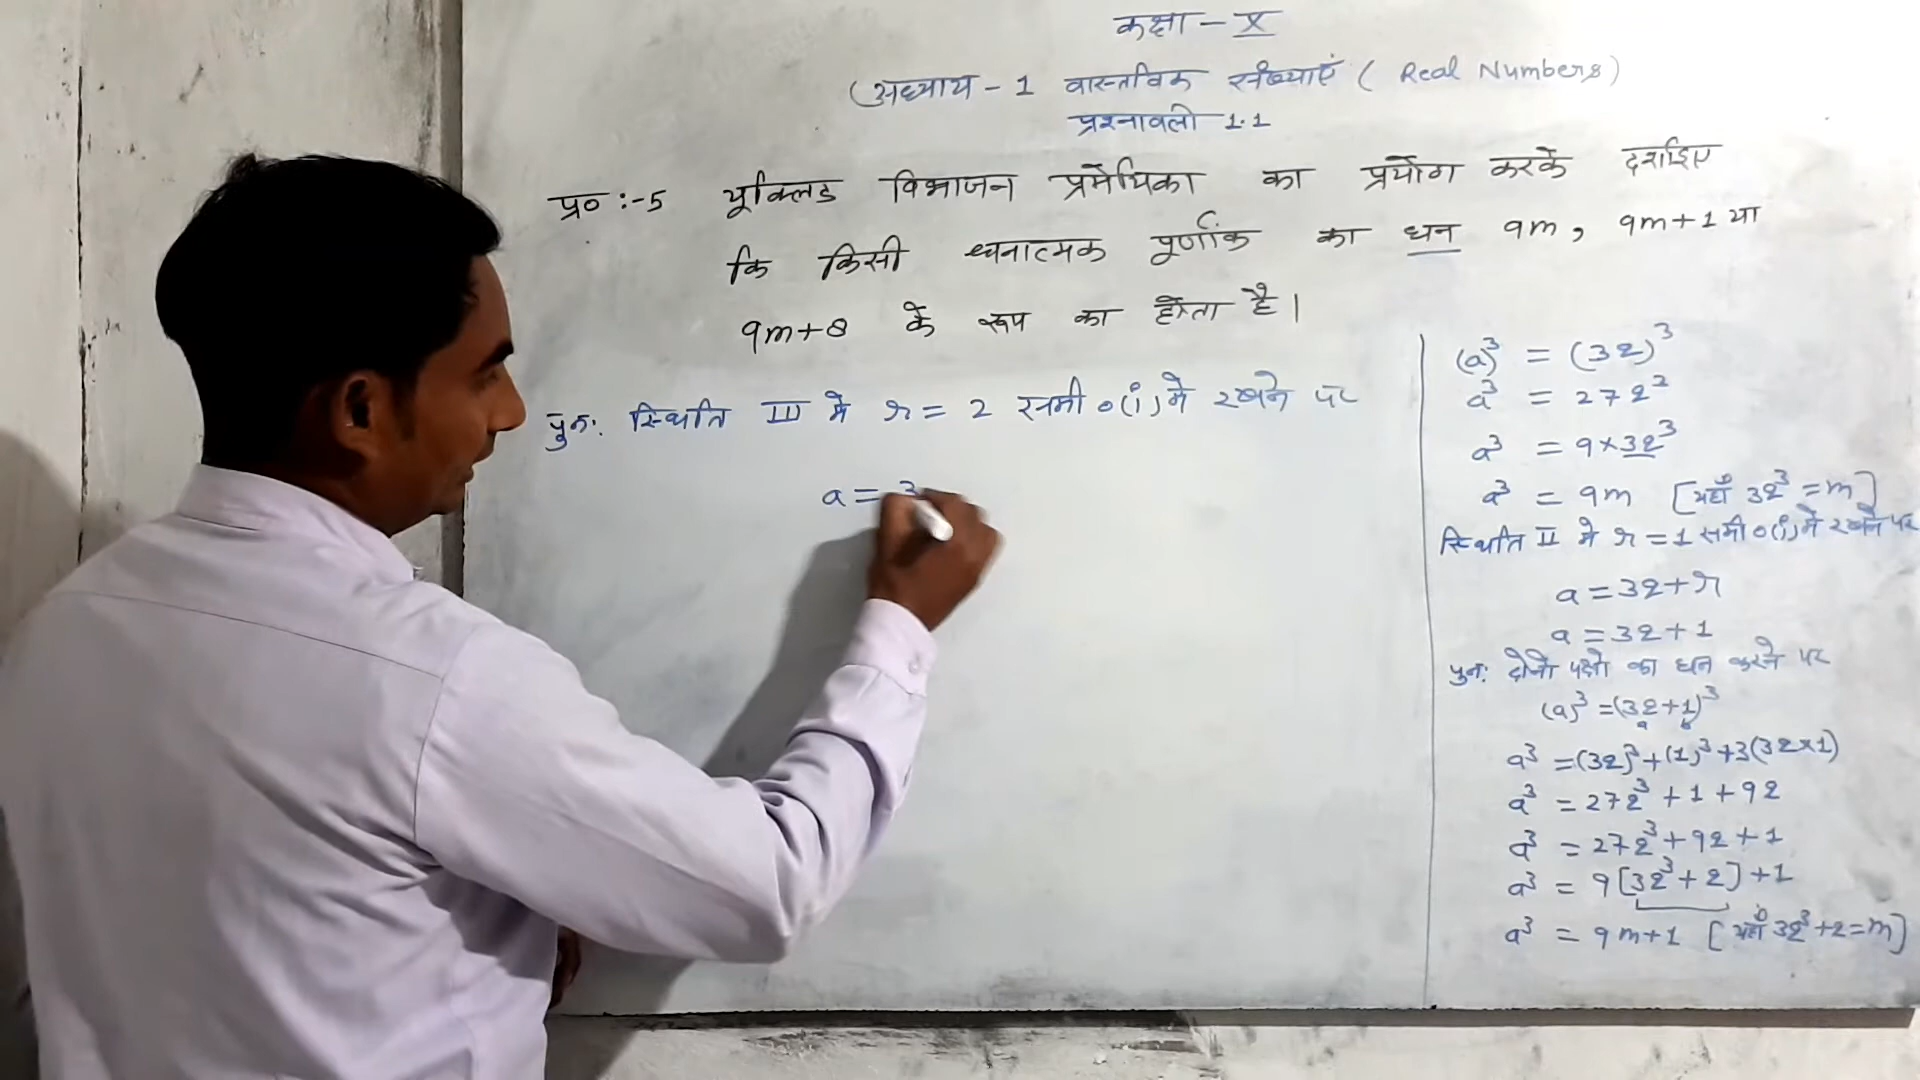 कक्षा - X
(अध्याय - 1 वास्तविक संख्याएं ( Real Numbers)
प्रश्नावली 1.1
प्र० :- 5 यूक्लिड विभाजन प्रमेयिका का प्रयोग करके दर्शाइए
कि किसी धनात्मक पूर्णांक का घन 9m, 9m+1 या
9m+8 के रूप का होता है।
पुनः स्थिति III में r = 2 समी०(i) में रखने पर
a = 3
(a)³ = (3q)³
a³ = 27q²
a³ = 9×3q³
a³ = 9m [यहाँ 3q³ = m]
स्थिति II में r = 1 समी०(i) में रखने पर
a = 3q+r
a = 3q+1
पुनः दोनो पक्षो का घन करने पर
(a)³ = (3q+1)³
a b
a³ = (3q)³+(1)³+3(3q×1)
a³ = 27q³+1+9q
a³ = 27q³+9q+1
a³ = 9[3q³+q]+1
a³ = 9m+1 [यहाँ 3q³+q=m]